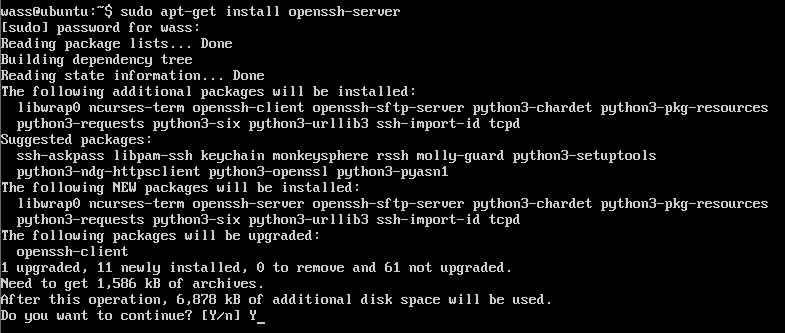 wass@ubuntu:~$ sudo apt-get install openssh-server
[sudo] password for wass:
Reading package lists... Done
Building dependency tree
Reading state information... Done
The following additional packages will be installed:
  libwrap0 ncurses-term openssh-client openssh-sftp-server python3-chardet python3-pkg-resources
  python3-requests python3-six python3-urllib3 ssh-import-id tcpd
Suggested packages:
  ssh-askpass libpam-ssh keychain monkeysphere rssh molly-guard python3-setuptools
  python3-ndg-httpsclient python3-openssl python3-pyasn1
The following NEW packages will be installed:
  libwrap0 ncurses-term openssh-server openssh-sftp-server python3-chardet python3-pkg-resources
  python3-requests python3-six python3-urllib3 ssh-import-id tcpd
The following packages will be upgraded:
  openssh-client
1 upgraded, 11 newly installed, 0 to remove and 61 not upgraded.
Need to get 1,586 kB of archives.
After this operation, 6,878 kB of additional disk space will be used.
Do you want to continue? [Y/n] Y_